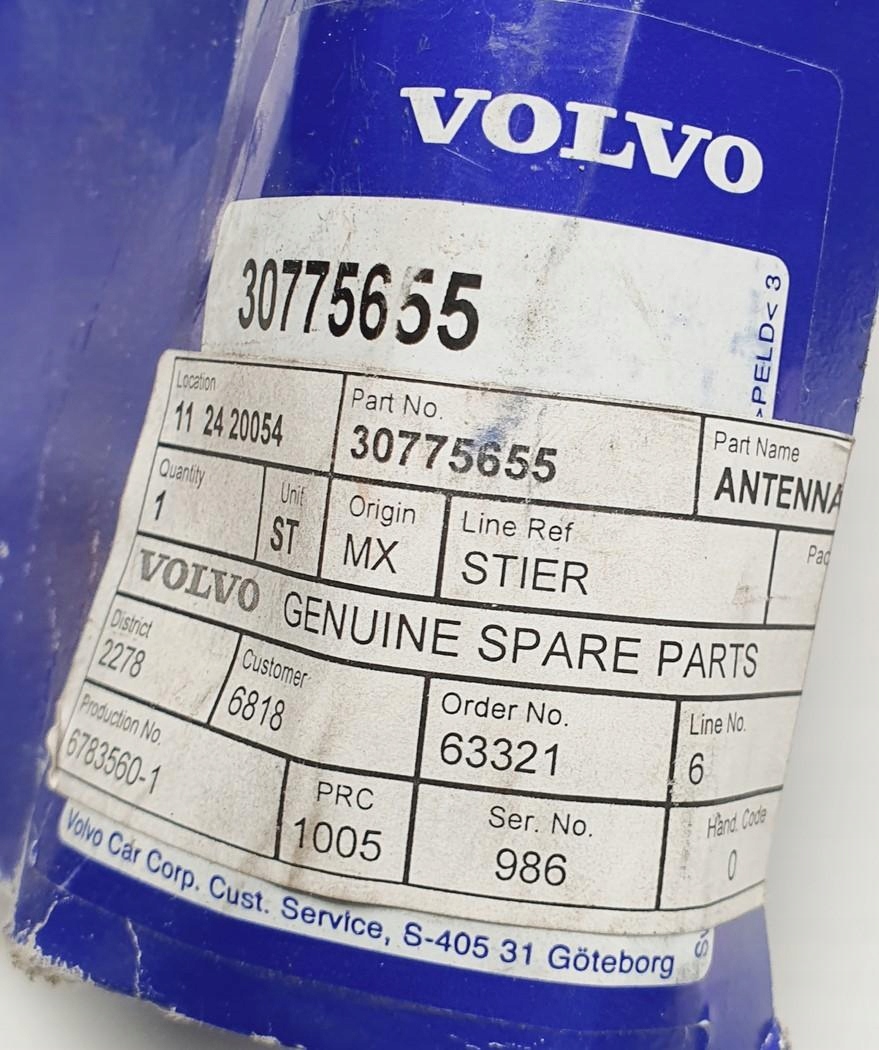 VOLVO
30775655
>PELD< 3
Location
11 24 20054
Part No.
30775655
Part Name
ANTENNA
Quantity
1
Unit
ST
Origin
MX
Line Ref
STIER
VOLVO GENUINE SPARE PARTS
District
2278
Customer
6818
Order No.
63321
Line No.
6
Production No.
6783560-1
PRC
1005
Ser. No.
986
Hand. Code
0
Volvo Car Corp. Cust. Service, S-405 31 Göteborg